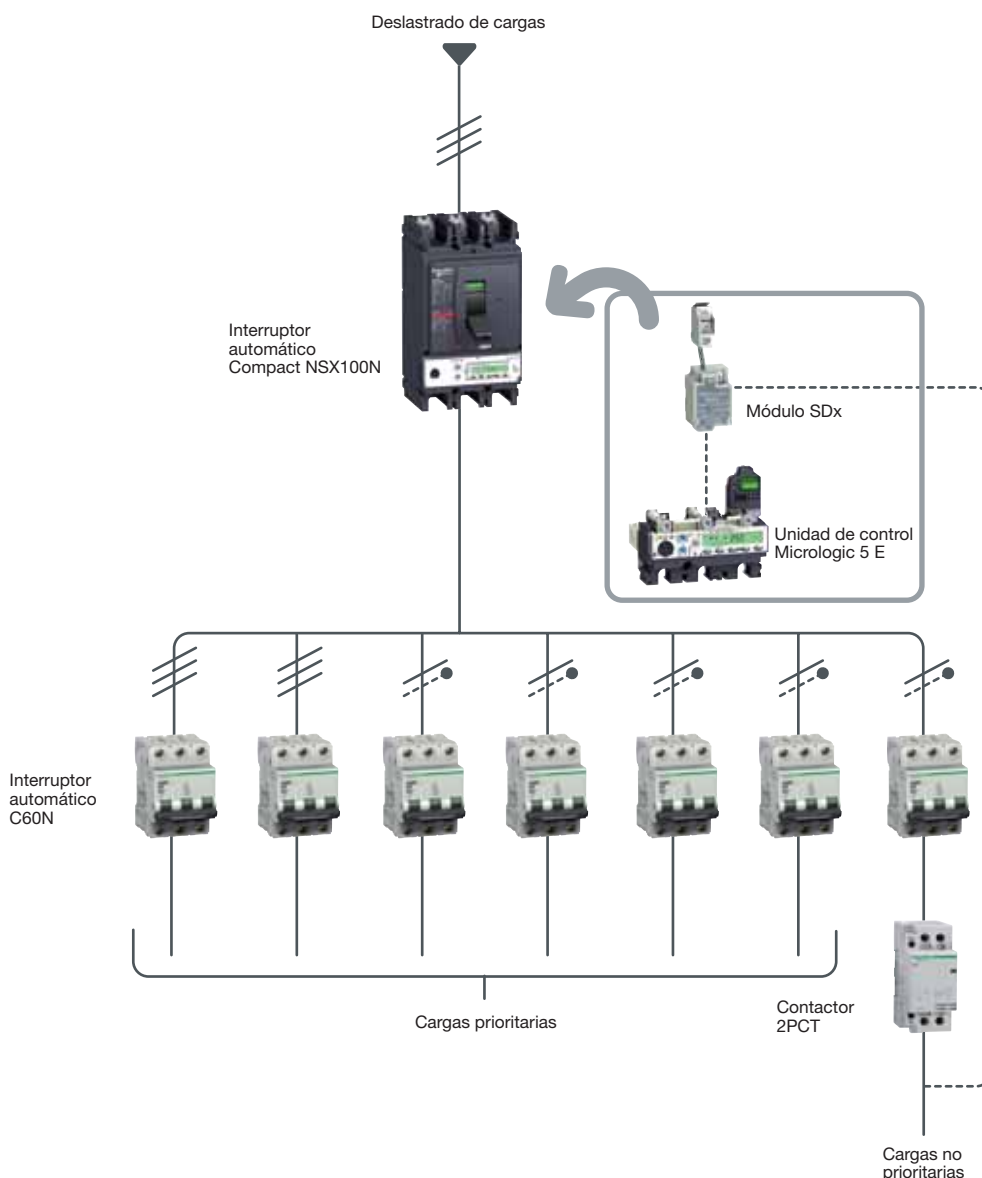 Deslastrado de cargas
Interruptor
automático
Compact NSX100N
Módulo SDx
Unidad de control
Micrologic 5 E
Interruptor
automático
C60N
Cargas prioritarias
Contactor
2PCT
Cargas no
prioritarias